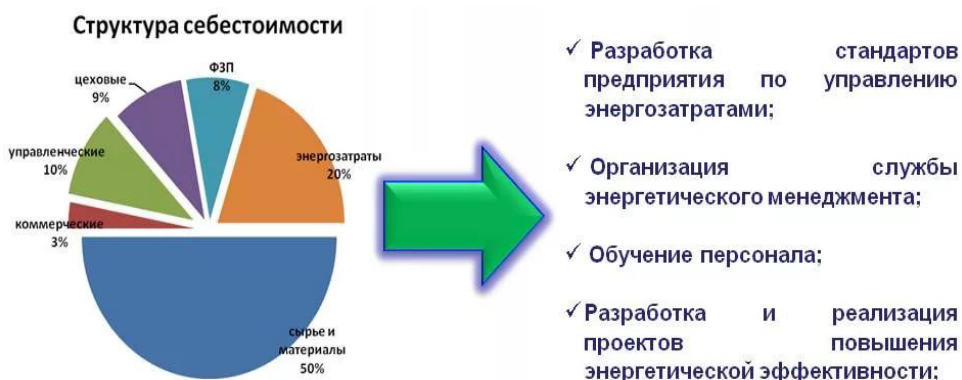 Структура себестоимости
ФЗП
8%
цеховые
9%
энергозатраты
20%
управленческие
10%
коммерческие
3%
сырье и
материалы
50%
✓ Разработка стандартов
предприятия по управлению
энергозатратами;
✓ Организация службы
энергетического менеджмента;
✓ Обучение персонала;
✓ Разработка и реализация
проектов повышения
энергетической эффективности;